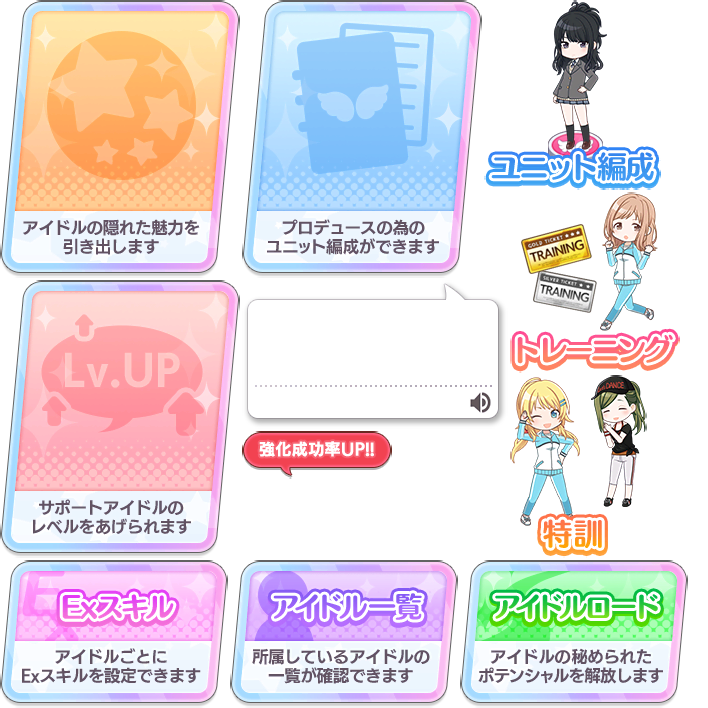 アイドルの隠れた魅力を
引き出します
プロデュースの為の
ユニット編成ができます
ユニット編成
GOLD TICKET ★★★
TRAINING
SILVER TICKET ★★
TRAINING
トレーニング
Lv.UP
サポートアイドルの
レベルをあげられます
強化成功率UP!!
DANCE
特訓
Exスキル
アイドルごとに
Exスキルを設定できます
アイドル一覧
所属しているアイドルの
一覧が確認できます
アイドルロード
アイドルの秘められた
ポテンシャルを解放します